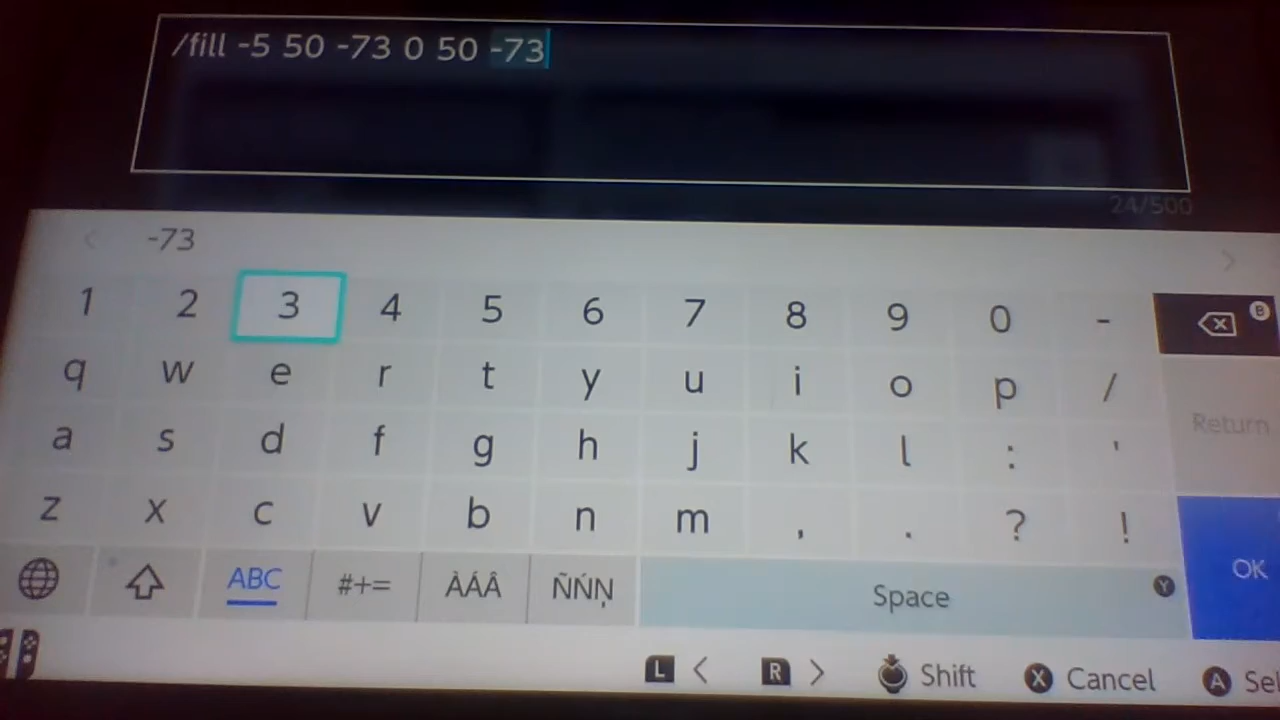 /fill -5 50 -73 0 50 -73
24/500
< -73 >
1 2 3 4 5 6 7 8 9 0 -
B
q w e r t y u i o p /
Return
a s d f g h j k l : '
z x c v b n m , . ? !
OK
ABC #+= ÀÁÂ ÑŃŅ Space Y
L < R > Shift X Cancel A